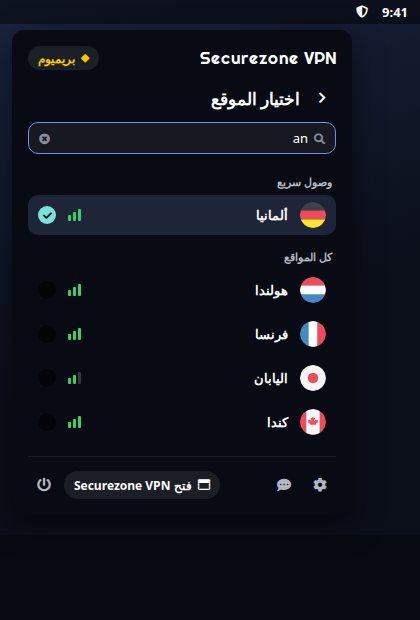 9:41
Securezone VPN
بريميوم
اختيار الموقع
an
وصول سريع
ألمانيا
كل المواقع
هولندا
فرنسا
اليابان
كندا
فتح Securezone VPN